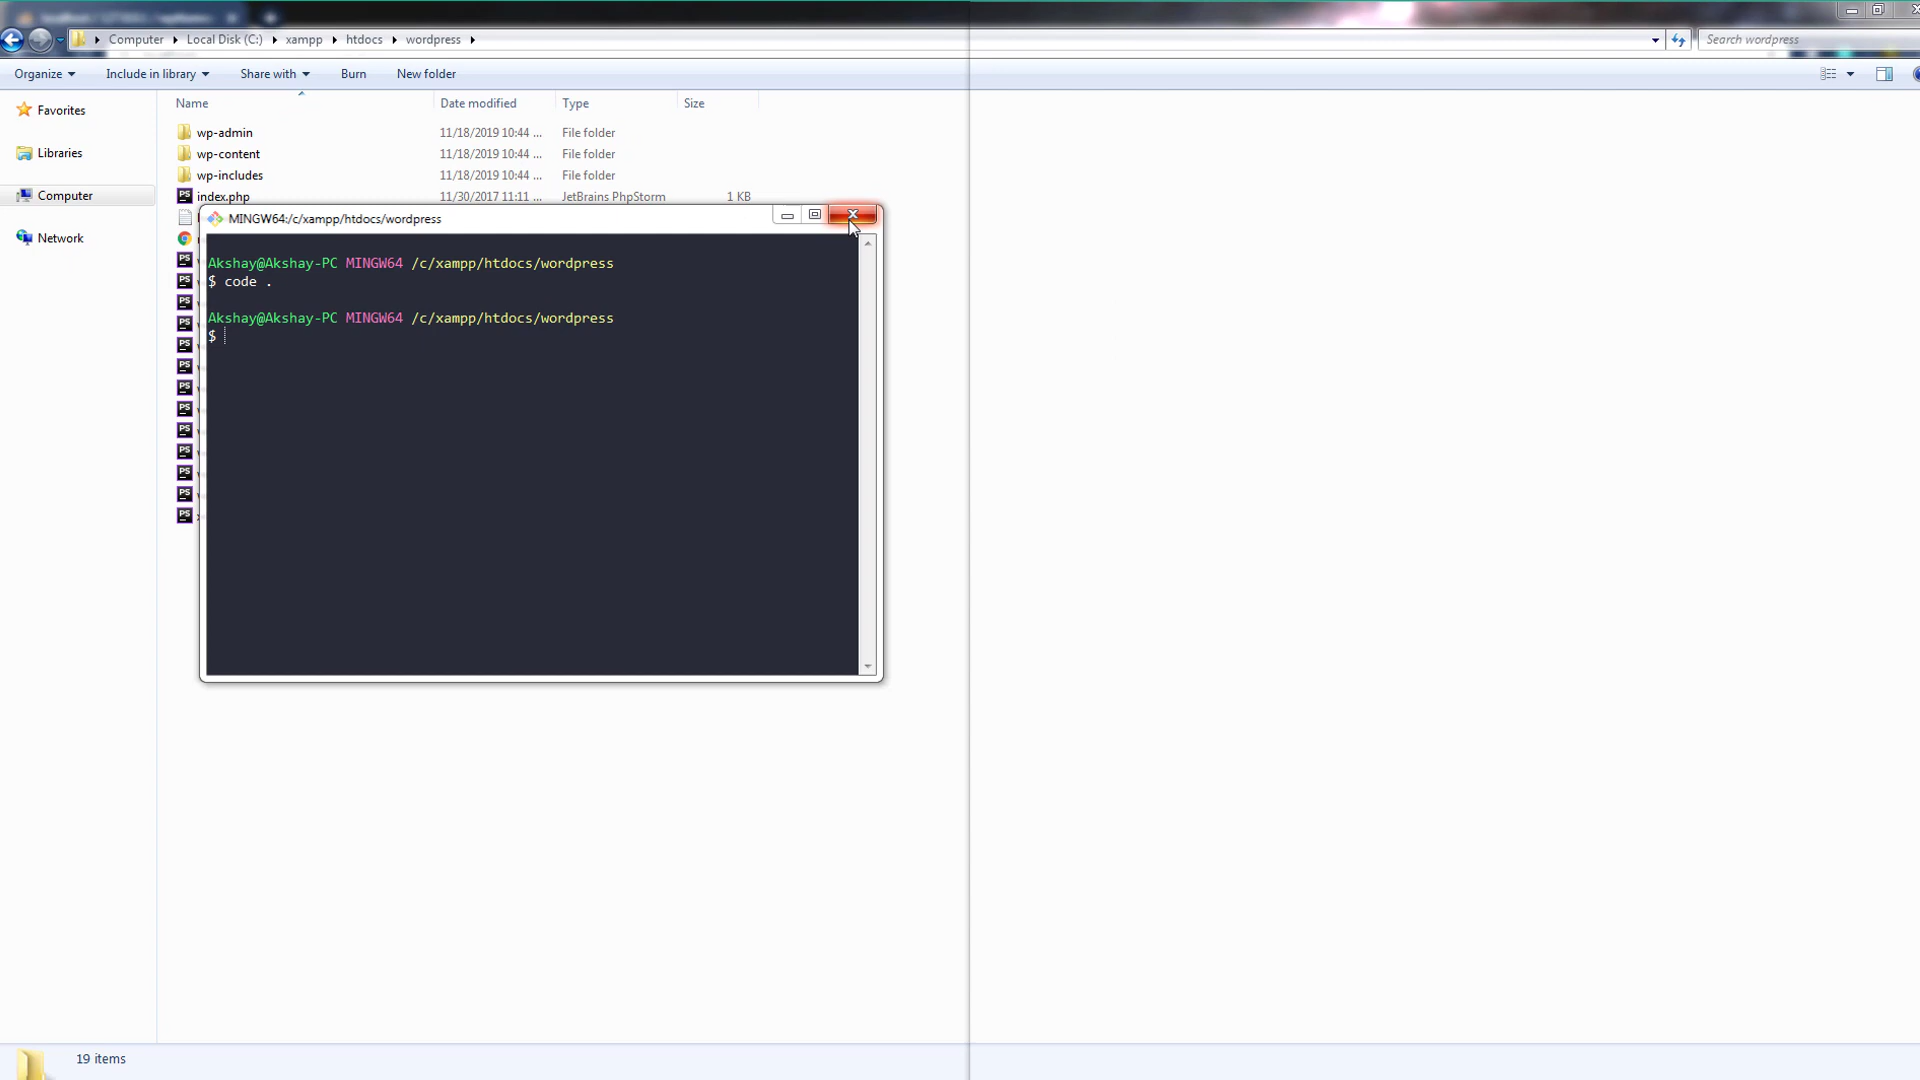 Computer Local Disk (C:) xampp htdocs wordpress
Search wordpress
Organize Include in library Share with Burn New folder
Name Date modified Type Size
Favorites
Libraries
Computer
Network
wp-admin 11/18/2019 10:44 ... File folder
wp-content 11/18/2019 10:44 ... File folder
wp-includes 11/18/2019 10:44 ... File folder
index.php 11/30/2017 11:11 ... JetBrains PhpStorm 1 KB
MINGW64:/c/xampp/htdocs/wordpress
Akshay@Akshay-PC MINGW64 /c/xampp/htdocs/wordpress
$ code .
Akshay@Akshay-PC MINGW64 /c/xampp/htdocs/wordpress
$
19 items